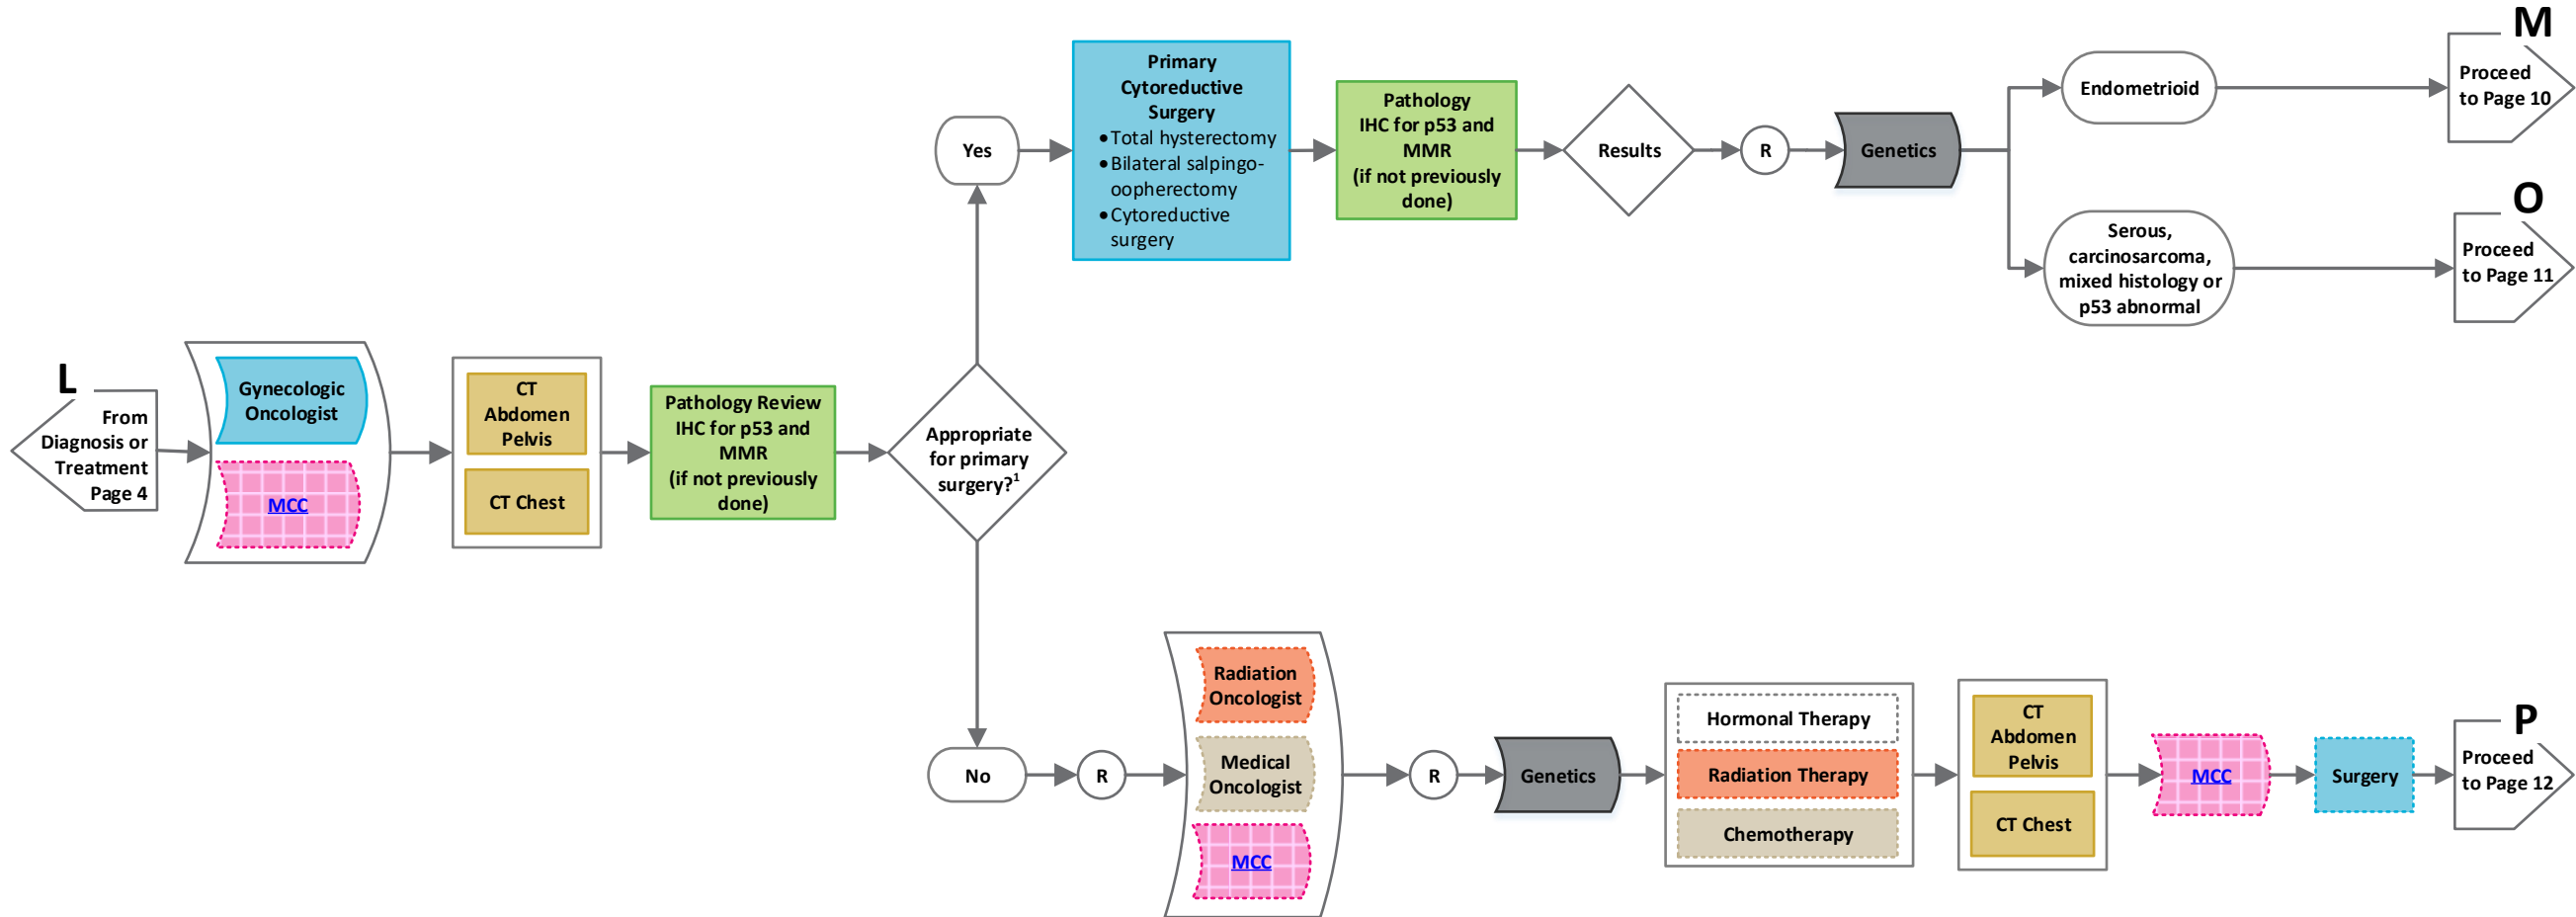 L
From
Diagnosis or
Treatment
Page 4
Gynecologic
Oncologist
MCC
CT
Abdomen
Pelvis
CT Chest
Pathology Review
IHC for p53 and
MMR
(if not previously
done)
Appropriate
for primary
surgery?¹
Yes
Primary
Cytoreductive
Surgery
•Total hysterectomy
•Bilateral salpingo-
oopherectomy
•Cytoreductive
surgery
Pathology
IHC for p53 and
MMR
(if not previously
done)
Results
R
Genetics
Endometrioid
M
Proceed
to Page 10
Serous,
carcinosarcoma,
mixed histology or
p53 abnormal
O
Proceed
to Page 11
No
R
Radiation
Oncologist
Medical
Oncologist
MCC
R
Genetics
Hormonal Therapy
Radiation Therapy
Chemotherapy
CT
Abdomen
Pelvis
CT Chest
MCC
Surgery
P
Proceed
to Page 12